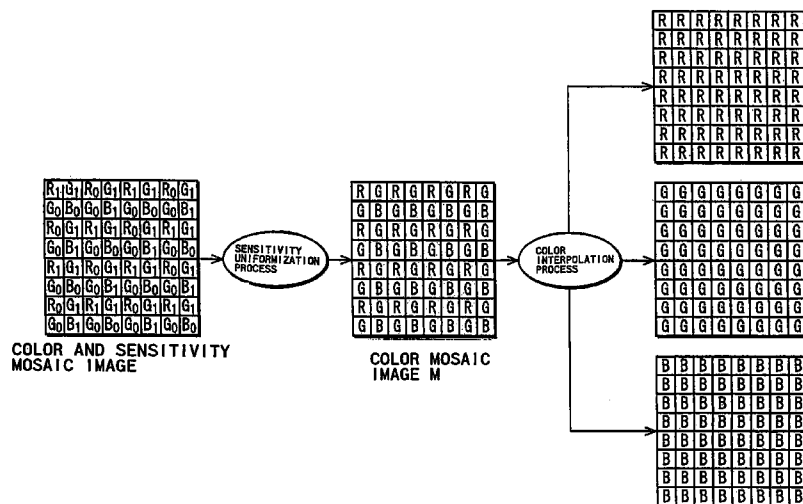 R1 G1 R0 G1 R1 G1 R0 G1
G0 B0 G0 B1 G0 B0 G0 B1
R0 G1 R1 G1 R0 G1 R1 G1
G0 B1 G0 B0 G0 B1 G0 B0
R1 G1 R0 G1 R1 G1 R0 G1
G0 B0 G0 B1 G0 B0 G0 B1
R0 G1 R1 G1 R0 G1 R1 G1
G0 B1 G0 B0 G0 B1 G0 B0
COLOR AND SENSITIVITY
MOSAIC IMAGE
SENSITIVITY
UNIFORMIZATION
PROCESS
R G R G R G R G
G B G B G B G B
R G R G R G R G
G B G B G B G B
R G R G R G R G
G B G B G B G B
R G R G R G R G
G B G B G B G B
COLOR MOSAIC
IMAGE M
COLOR
INTERPOLATION
PROCESS
R R R R R R R R
R R R R R R R R
R R R R R R R R
R R R R R R R R
R R R R R R R R
R R R R R R R R
R R R R R R R R
R R R R R R R R
G G G G G G G G
G G G G G G G G
G G G G G G G G
G G G G G G G G
G G G G G G G G
G G G G G G G G
G G G G G G G G
G G G G G G G G
B B B B B B B B
B B B B B B B B
B B B B B B B B
B B B B B B B B
B B B B B B B B
B B B B B B B B
B B B B B B B B
B B B B B B B B